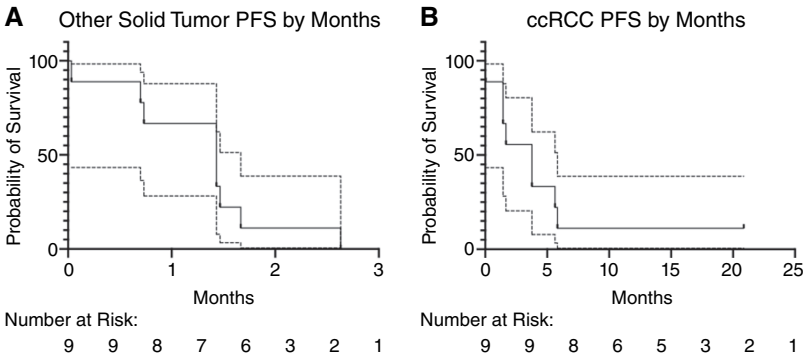 A Other Solid Tumor PFS by Months
100
50
0
Probability of Survival
0 1 2 3
Months
Number at Risk:
9 9 8 7 6 3 2 1
B ccRCC PFS by Months
100
50
0
Probability of Survival
0 5 10 15 20 25
Months
Number at Risk:
9 9 8 6 5 3 2 1